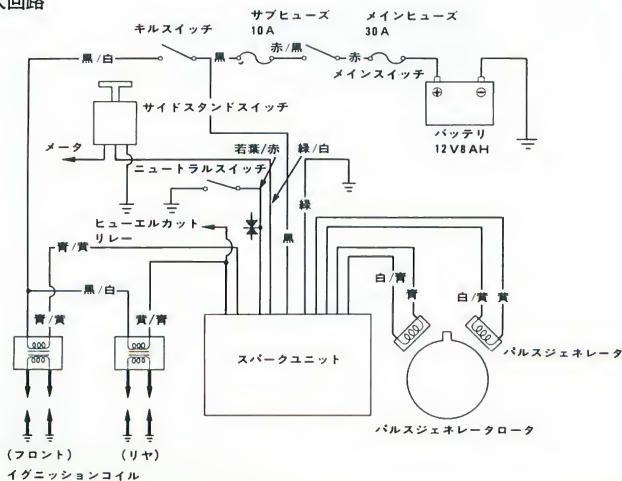 火回路
キルスイッチ
サブヒューズ
10A
メインヒューズ
30A
黒/白
黒
赤/黒
赤
メインスイッチ
⊕ ⊖
バッテリ
12V8AH
サイドスタンドスイッチ
メータ
若葉/赤
緑/白
ニュートラルスイッチ
緑
ヒューエルカット
リレー
黒
青/黄
黒/白
白/青
青
白/黄
黄
青/黄
黄/青
スパークユニット
パルスジェネレータ
パルスジェネレータロータ
(フロント)
(リヤ)
イグニッションコイル